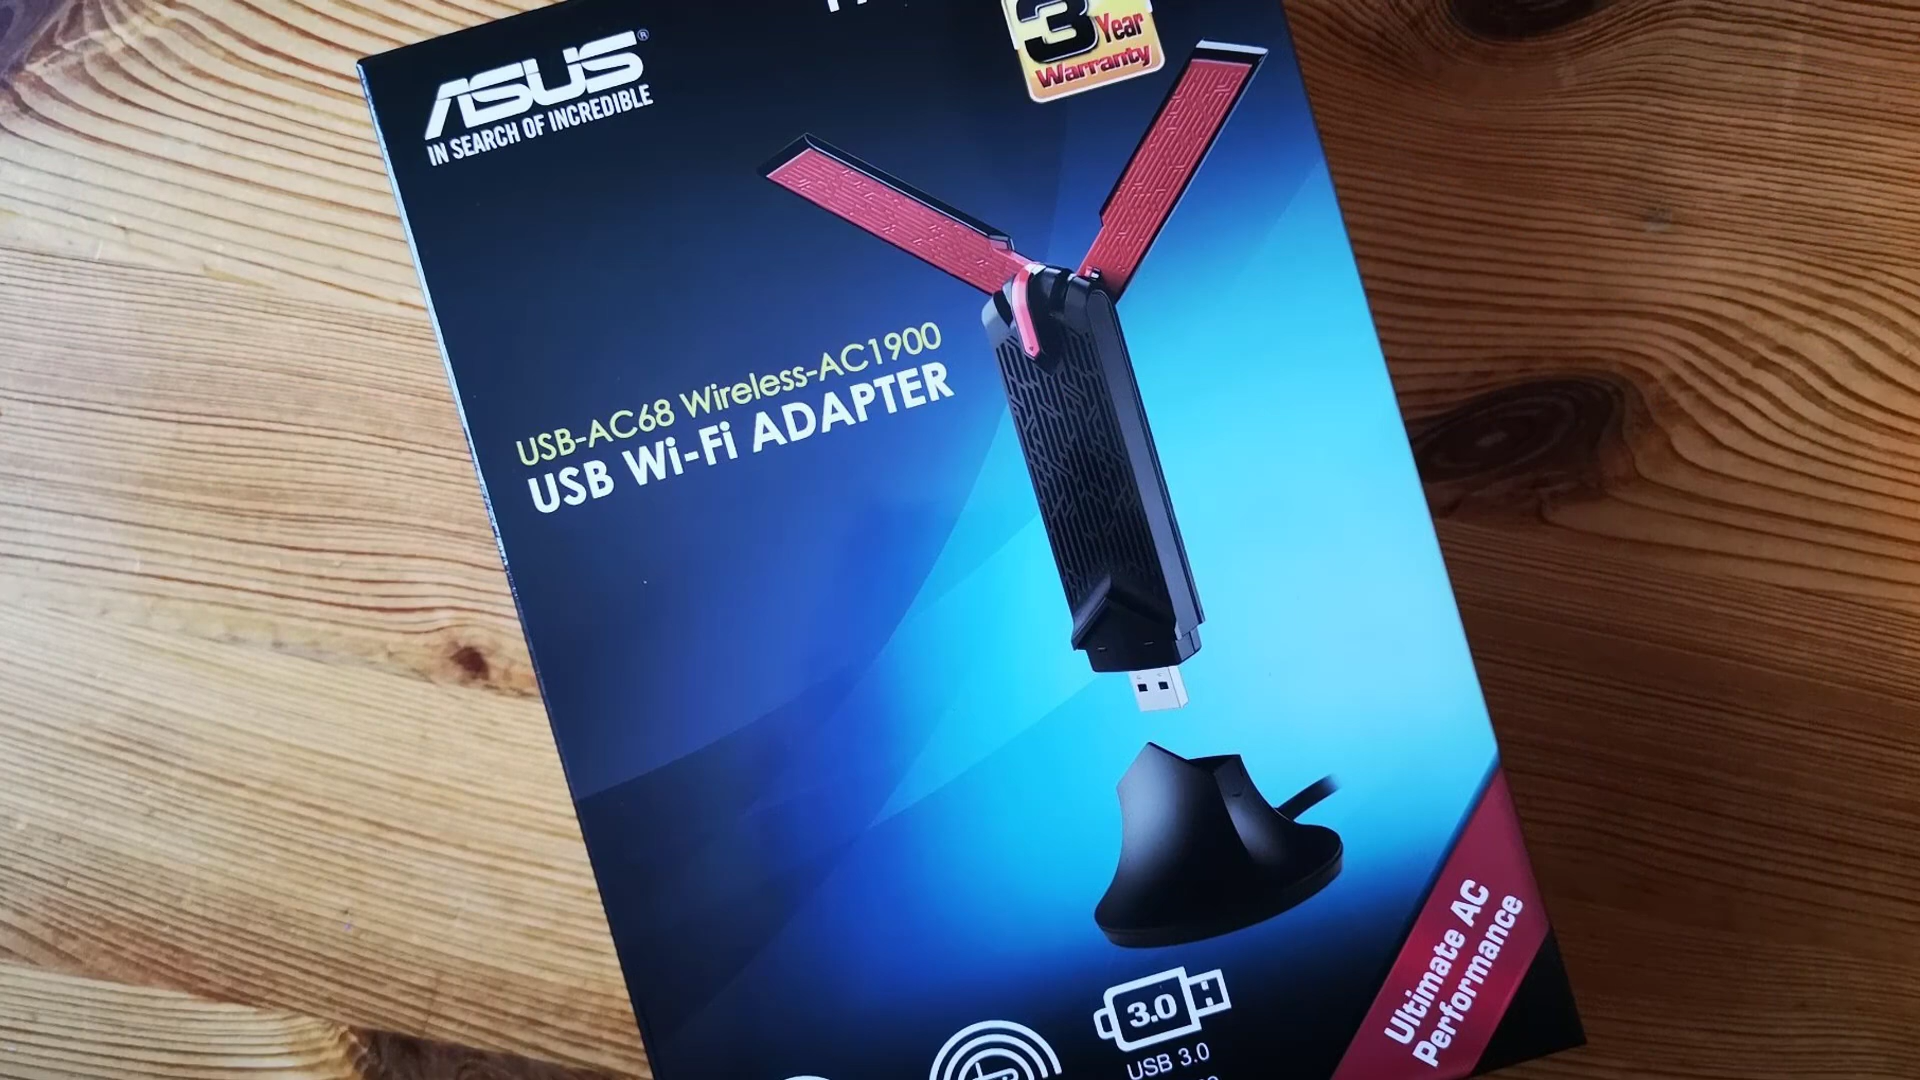 ASUS®
IN SEARCH OF INCREDIBLE
3 Year
Warranty
USB-AC68 Wireless-AC1900
USB Wi-Fi ADAPTER
3.0
USB 3.0
Ultimate AC
Performance